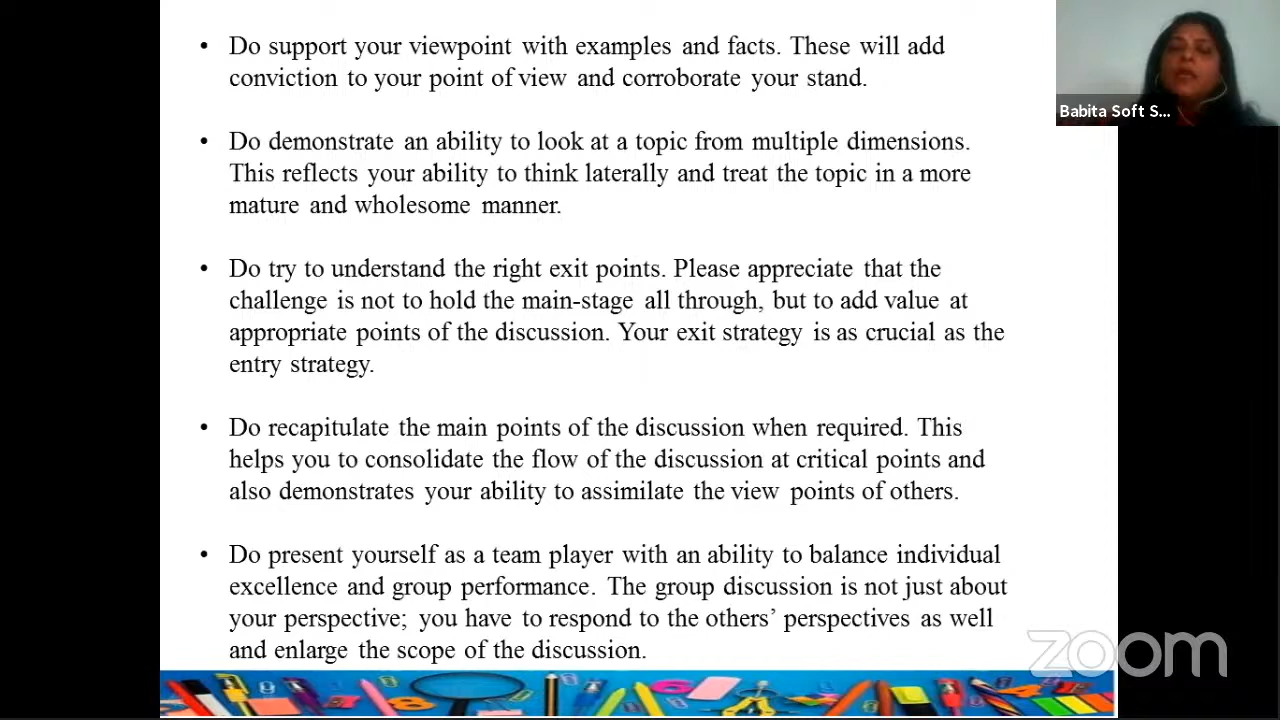 • Do support your viewpoint with examples and facts. These will add
conviction to your point of view and corroborate your stand.
• Do demonstrate an ability to look at a topic from multiple dimensions.
This reflects your ability to think laterally and treat the topic in a more
mature and wholesome manner.
• Do try to understand the right exit points. Please appreciate that the
challenge is not to hold the main-stage all through, but to add value at
appropriate points of the discussion. Your exit strategy is as crucial as the
entry strategy.
• Do recapitulate the main points of the discussion when required. This
helps you to consolidate the flow of the discussion at critical points and
also demonstrates your ability to assimilate the view points of others.
• Do present yourself as a team player with an ability to balance individual
excellence and group performance. The group discussion is not just about
your perspective; you have to respond to the others’ perspectives as well
and enlarge the scope of the discussion.
Babita Soft S...
zoom